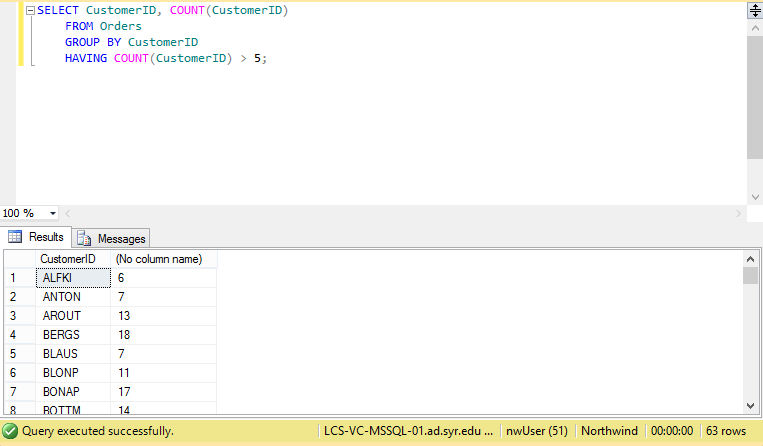 SELECT CustomerID, COUNT(CustomerID)
FROM Orders
GROUP BY CustomerID
HAVING COUNT(CustomerID) > 5;
100 %
Results Messages
CustomerID (No column name)
1 ALFKI 6
2 ANTON 7
3 AROUT 13
4 BERGS 18
5 BLAUS 7
6 BLONP 11
7 BONAP 17
8 BOTTM 14
Query executed successfully. LCS-VC-MSSQL-01.ad.syr.edu ... nwUser (51) Northwind 00:00:00 63 rows